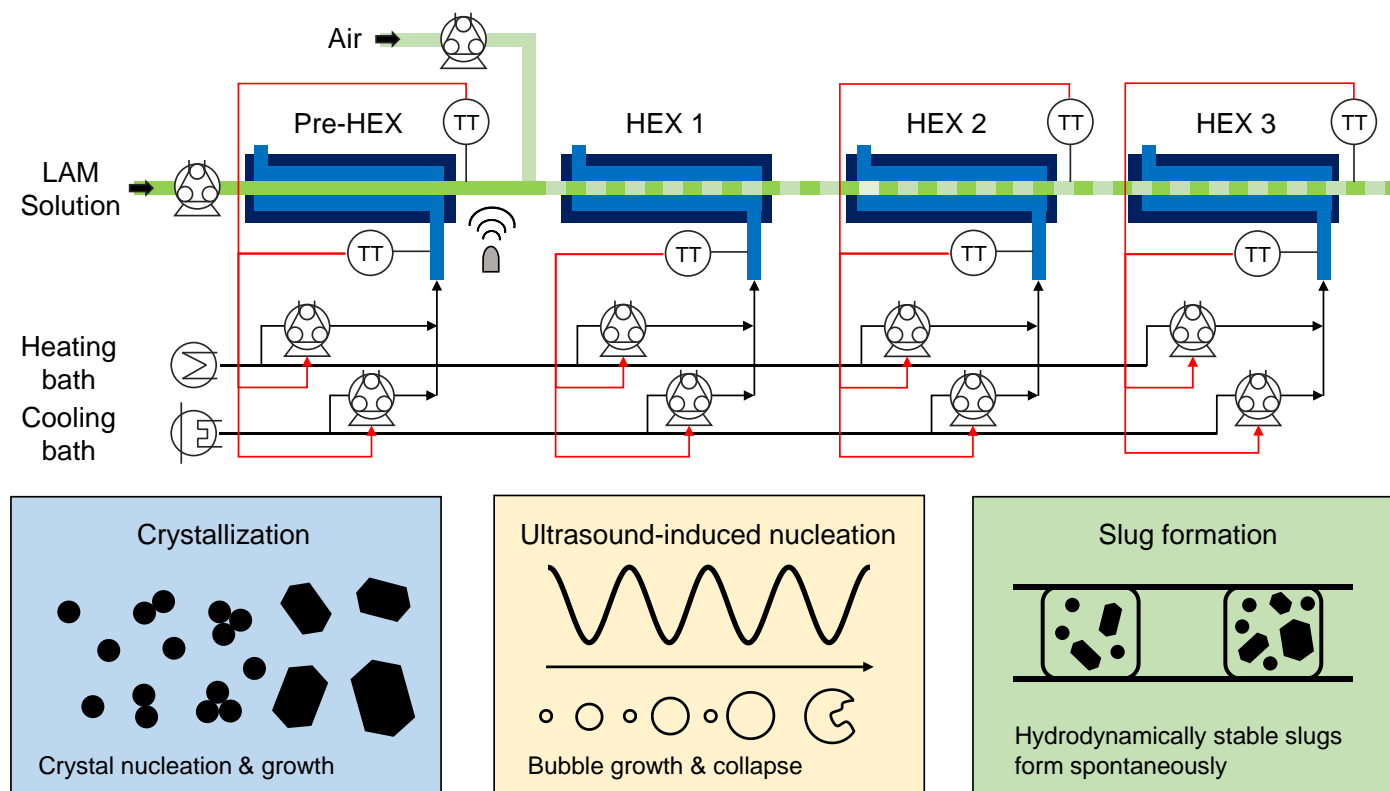 Air
Pre-HEX
TT
HEX 1
HEX 2
TT
HEX 3
TT
LAM
Solution
TT
TT
TT
TT
Heating
bath
Cooling
bath
Crystallization
Crystal nucleation & growth
Ultrasound-induced nucleation
Bubble growth & collapse
Slug formation
Hydrodynamically stable slugs
form spontaneously